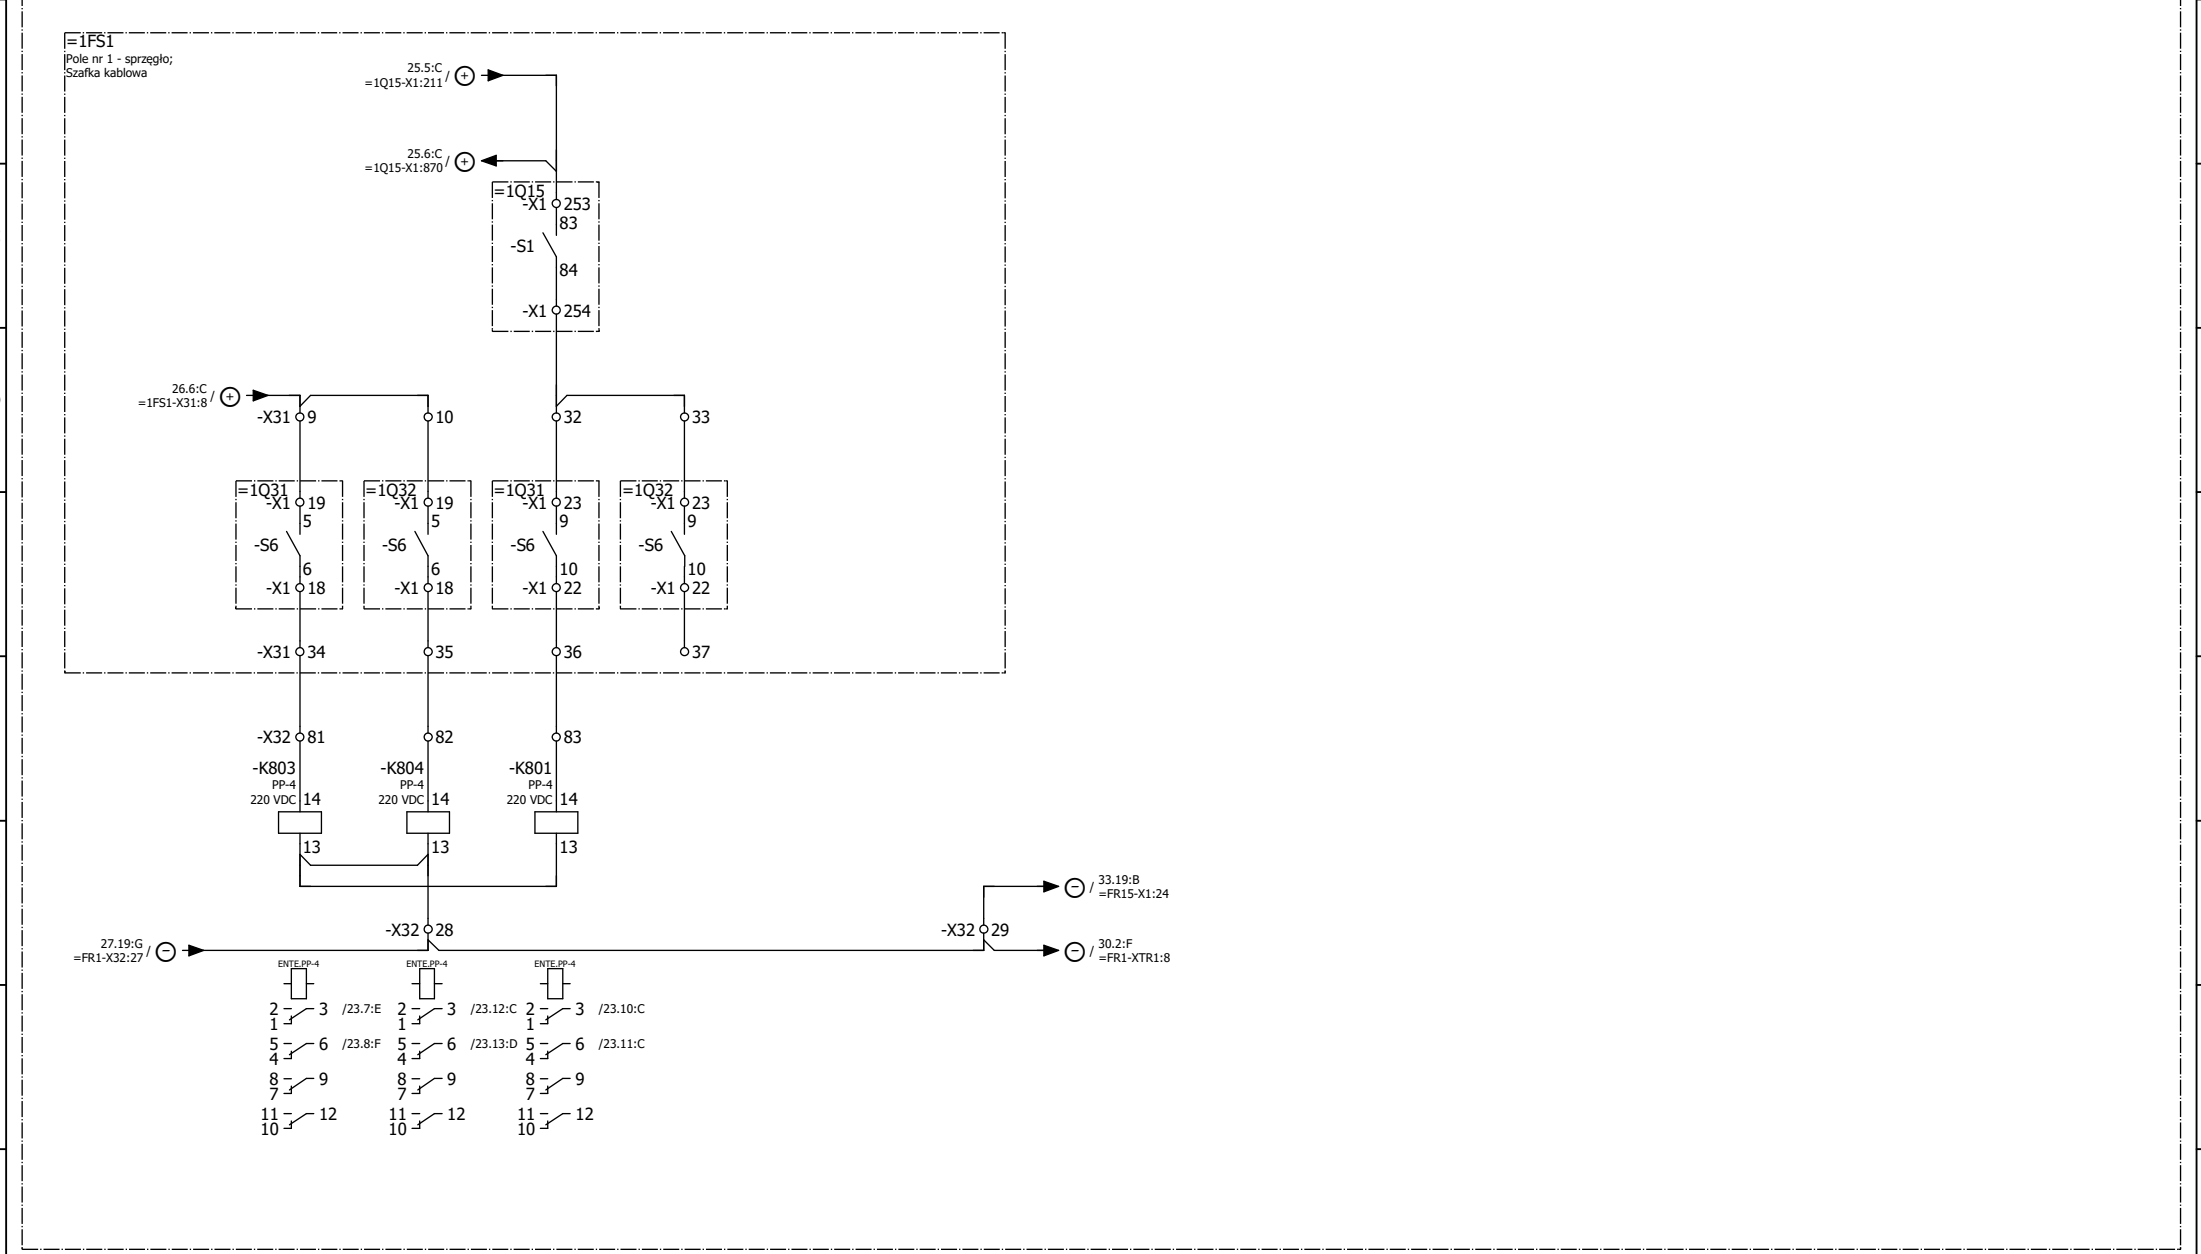 =1FS1
Pole nr 1 - sprzęgło;
Szafka kablowa
25.5:C
=1Q15-X1:211 / +
25.6:C
=1Q15-X1:870 / +
=1Q15
-X1 253
83
-S1
84
-X1 254
26.6:C
=1FS1-X31:8 / +
-X31 9 10 32 33
=1Q31 =1Q32 =1Q31 =1Q32
-X1 19 -X1 19 -X1 23 -X1 23
5 5 9 9
-S6 -S6 -S6 -S6
6 6 10 10
-X1 18 -X1 18 -X1 22 -X1 22
-X31 34 35 36 37
-X32 81 82 83
-K803 -K804 -K801
PP-4 PP-4 PP-4
220 VDC 14 220 VDC 14 220 VDC 14
13 13 13
33.19:B
− / =FR15-X1:24
-X32 28 -X32 29
27.19:G
=FR1-X32:27 / −
30.2:F
− / =FR1-XTR1:8
ENTE.PP-4 ENTE.PP-4 ENTE.PP-4
2 3 /23.7:E 2 3 /23.12:C 2 3 /23.10:C
1 1 1
5 6 /23.8:F 5 6 /23.13:D 5 6 /23.11:C
4 4 4
8 9 8 9 8 9
7 7 7
11 12 11 12 11 12
10 10 10